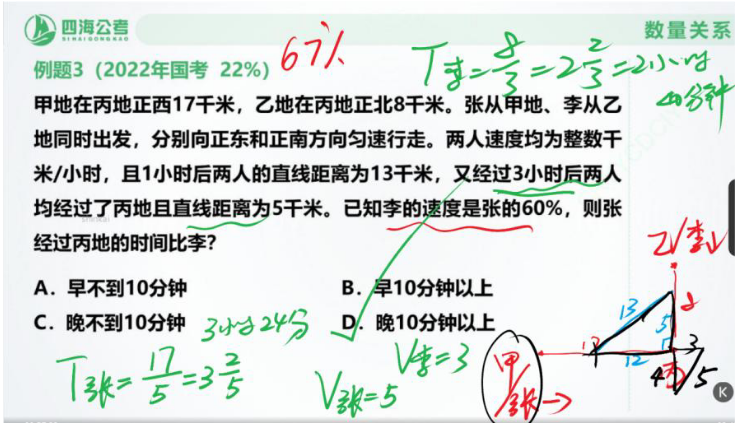 四海公考
SIHAIGONGKAO
数量关系
例题3（2022年国考 22%）
67%
T李=8/3=2 2/3=2小时
40分钟
甲地在丙地正西17千米，乙地在丙地正北8千米。张从甲地、李从乙
地同时出发，分别向正东和正南方向匀速行走。两人速度均为整数千
米/小时，且1小时后两人的直线距离为13千米，又经过3小时后两人
均经过了丙地且直线距离为5千米。已知李的速度是张的60%，则张
经过丙地的时间比李？
A. 早不到10分钟
B. 早10分钟以上
C. 晚不到10分钟
D. 晚10分钟以上
3小时24分
T张=17/5=3 2/5
V张=5
V李=3
乙 李↓
8
13
5
12
3
4
5
丙
甲
张→
K